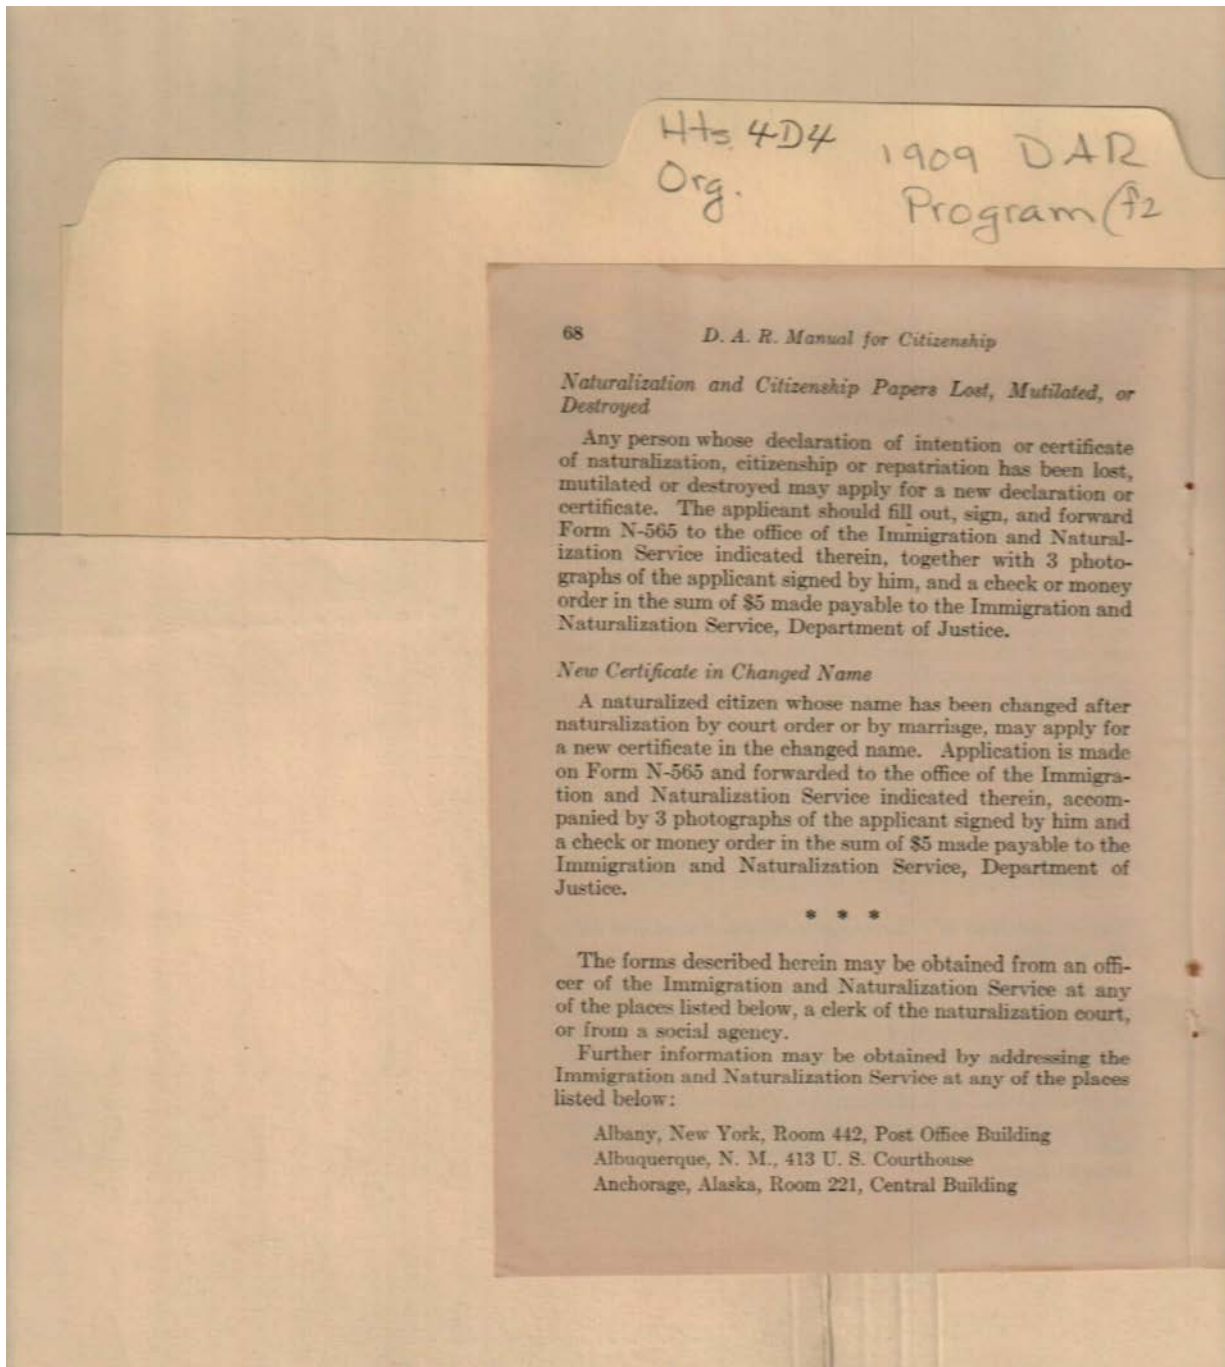 Hts 4D4 1909 DAR
Org. Program (f2
68 D. A. R. Manual for Citizenship
Naturalization and Citizenship Papers Lost, Mutilated, or
Destroyed
Any person whose declaration of intention or certificate
of naturalization, citizenship or repatriation has been lost,
mutilated or destroyed may apply for a new declaration or
certificate. The applicant should fill out, sign, and forward
Form N-565 to the office of the Immigration and Natural-
ization Service indicated therein, together with 3 photo-
graphs of the applicant signed by him, and a check or money
order in the sum of $5 made payable to the Immigration and
Naturalization Service, Department of Justice.
New Certificate in Changed Name
A naturalized citizen whose name has been changed after
naturalization by court order or by marriage, may apply for
a new certificate in the changed name. Application is made
on Form N-565 and forwarded to the office of the Immigra-
tion and Naturalization Service indicated therein, accom-
panied by 3 photographs of the applicant signed by him and
a check or money order in the sum of $5 made payable to the
Immigration and Naturalization Service, Department of
Justice.
* * *
The forms described herein may be obtained from an offi-
cer of the Immigration and Naturalization Service at any
of the places listed below, a clerk of the naturalization court,
or from a social agency.
Further information may be obtained by addressing the
Immigration and Naturalization Service at any of the places
listed below:
Albany, New York, Room 442, Post Office Building
Albuquerque, N. M., 413 U. S. Courthouse
Anchorage, Alaska, Room 221, Central Building